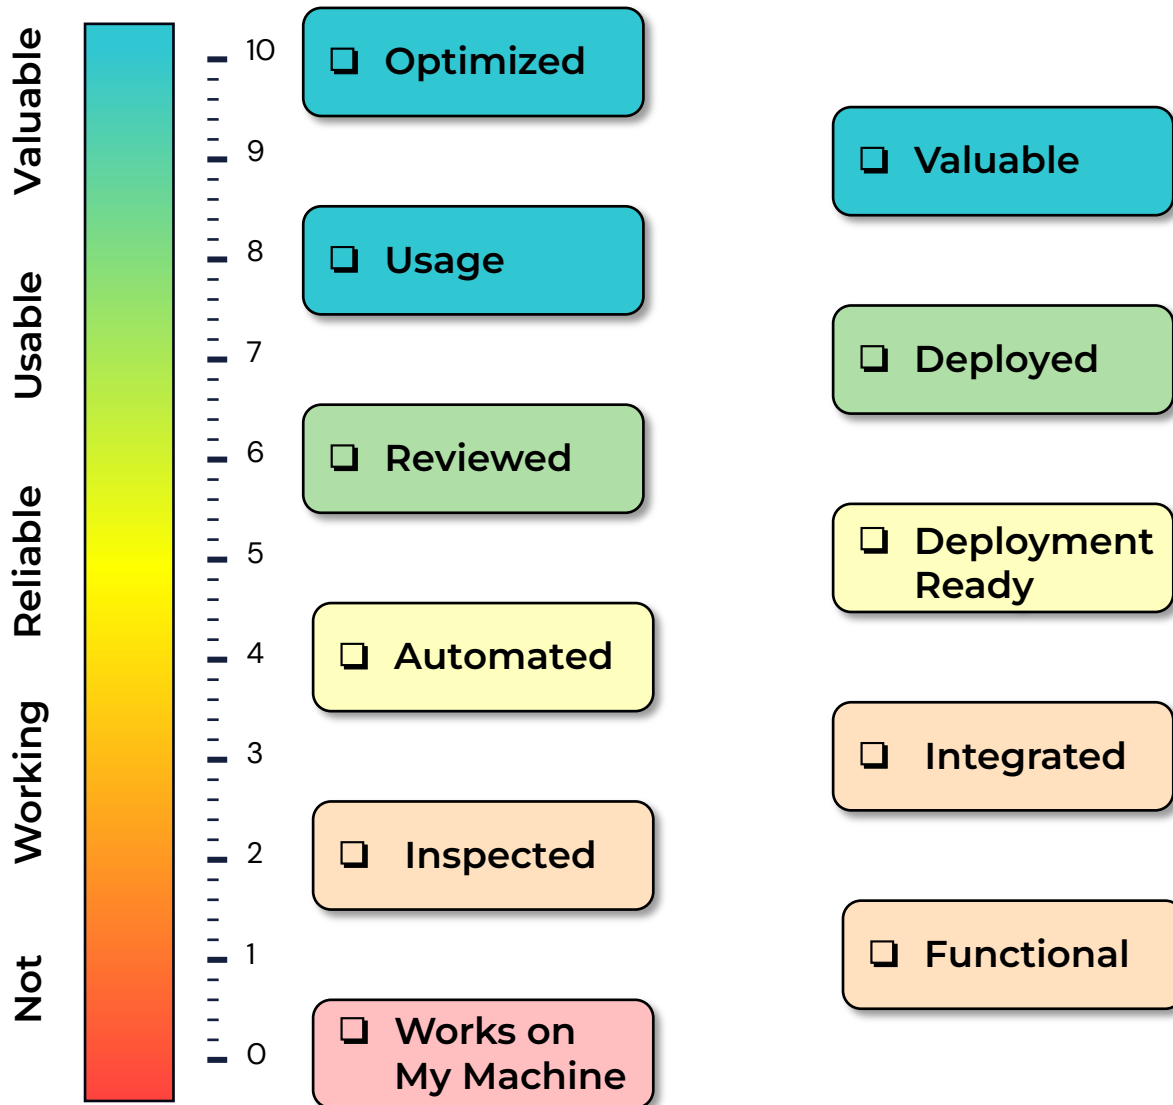 Valuable
Usable
Reliable
Working
Not
10
9
8
7
6
5
4
3
2
1
0
Optimized
Valuable
Usage
Deployed
Reviewed
Deployment
Ready
Automated
Integrated
Inspected
Functional
Works on
My Machine